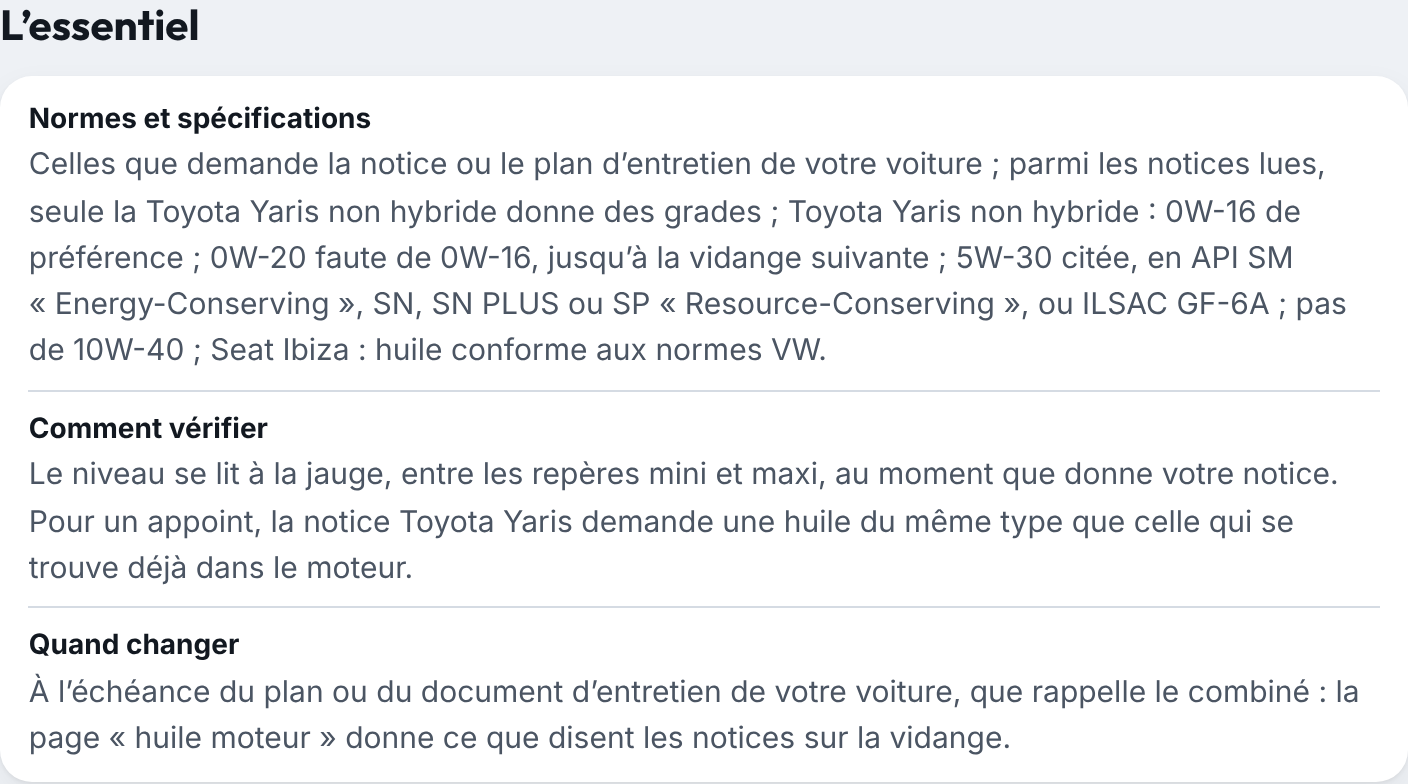 L’essentiel
Normes et spécifications
Celles que demande la notice ou le plan d’entretien de votre voiture ; parmi les notices lues,
seule la Toyota Yaris non hybride donne des grades ; Toyota Yaris non hybride : 0W-16 de
préférence ; 0W-20 faute de 0W-16, jusqu’à la vidange suivante ; 5W-30 citée, en API SM
« Energy-Conserving », SN, SN PLUS ou SP « Resource-Conserving », ou ILSAC GF-6A ; pas
de 10W-40 ; Seat Ibiza : huile conforme aux normes VW.
Comment vérifier
Le niveau se lit à la jauge, entre les repères mini et maxi, au moment que donne votre notice.
Pour un appoint, la notice Toyota Yaris demande une huile du même type que celle qui se
trouve déjà dans le moteur.
Quand changer
À l’échéance du plan ou du document d’entretien de votre voiture, que rappelle le combiné : la
page « huile moteur » donne ce que disent les notices sur la vidange.